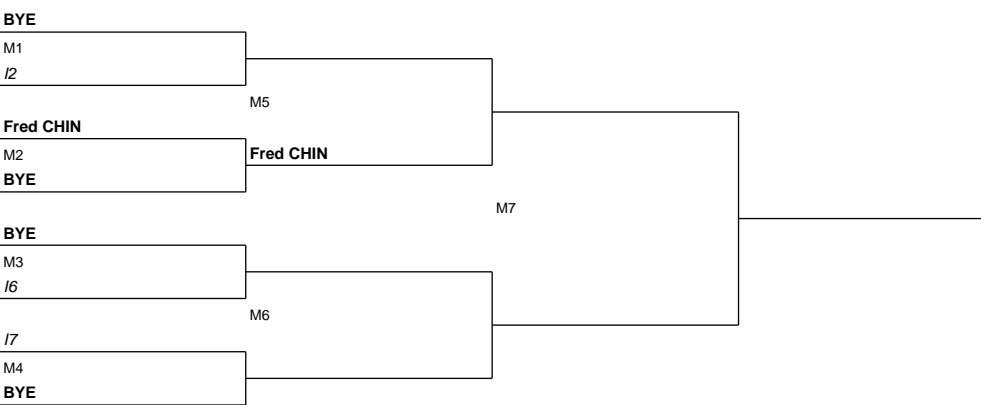 BYE
M1
I2
M5
Fred CHIN
M2
Fred CHIN
BYE
M7
BYE
M3
I6
M6
I7
M4
BYE